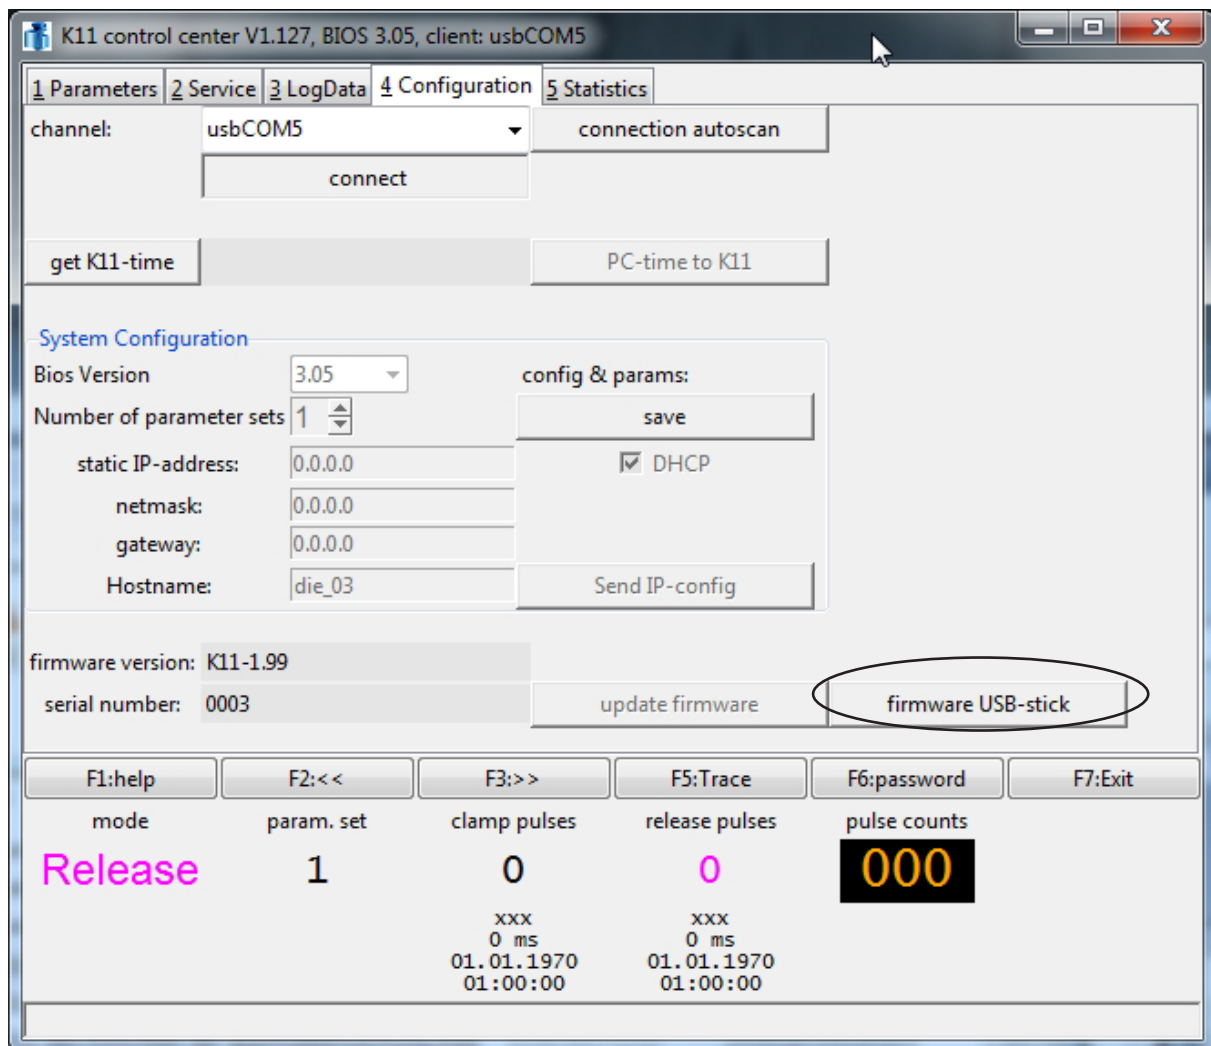 K11 control center V1.127, BIOS 3.05, client: usbCOM5
1 Parameters 2 Service 3 LogData 4 Configuration 5 Statistics
channel: usbCOM5 connection autoscan
connect
get K11-time PC-time to K11
System Configuration
Bios Version 3.05 config & params:
Number of parameter sets 1 save
static IP-address: 0.0.0.0 DHCP
netmask: 0.0.0.0
gateway: 0.0.0.0
Hostname: die_03 Send IP-config
firmware version: K11-1.99
serial number: 0003 update firmware firmware USB-stick
F1:help F2:<< F3:>> F5:Trace F6:password F7:Exit
mode param. set clamp pulses release pulses pulse counts
Release 1 0 0 000
xxx xxx
0 ms 0 ms
01.01.1970 01.01.1970
01:00:00 01:00:00